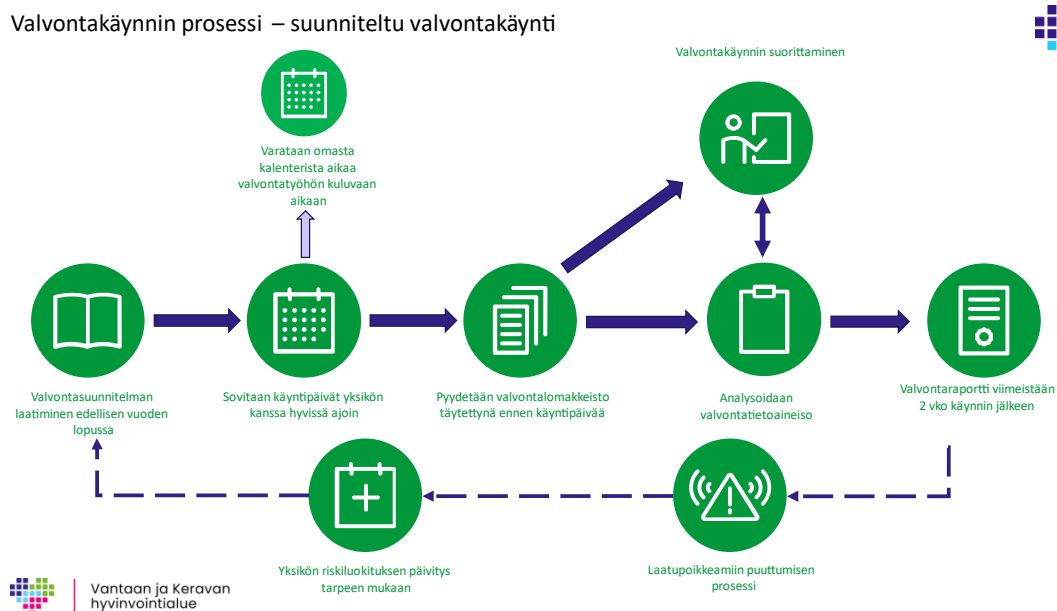 Valvontakäynnin prosessi – suunniteltu valvontakäynti
Valvontakäynnin suorittaminen
Varataan omasta
kalenterista aikaa
valvontatyöhön kuluvaan
aikaan
Valvontasuunnitelman
laatiminen edellisen vuoden
lopussa
Sovitaan käyntipäivät yksikön
kanssa hyvissä ajoin
Pyydetään valvontalomakkeisto
täytettynä ennen käyntipäivää
Analysoidaan
valvontatietoaineiso
Valvontaraportti viimeistään
2 vko käynnin jälkeen
Yksikön riskiluokituksen päivitys
tarpeen mukaan
Laatupoikkeamiin puuttumisen
prosessi
Vantaan ja Keravan
hyvinvointialue